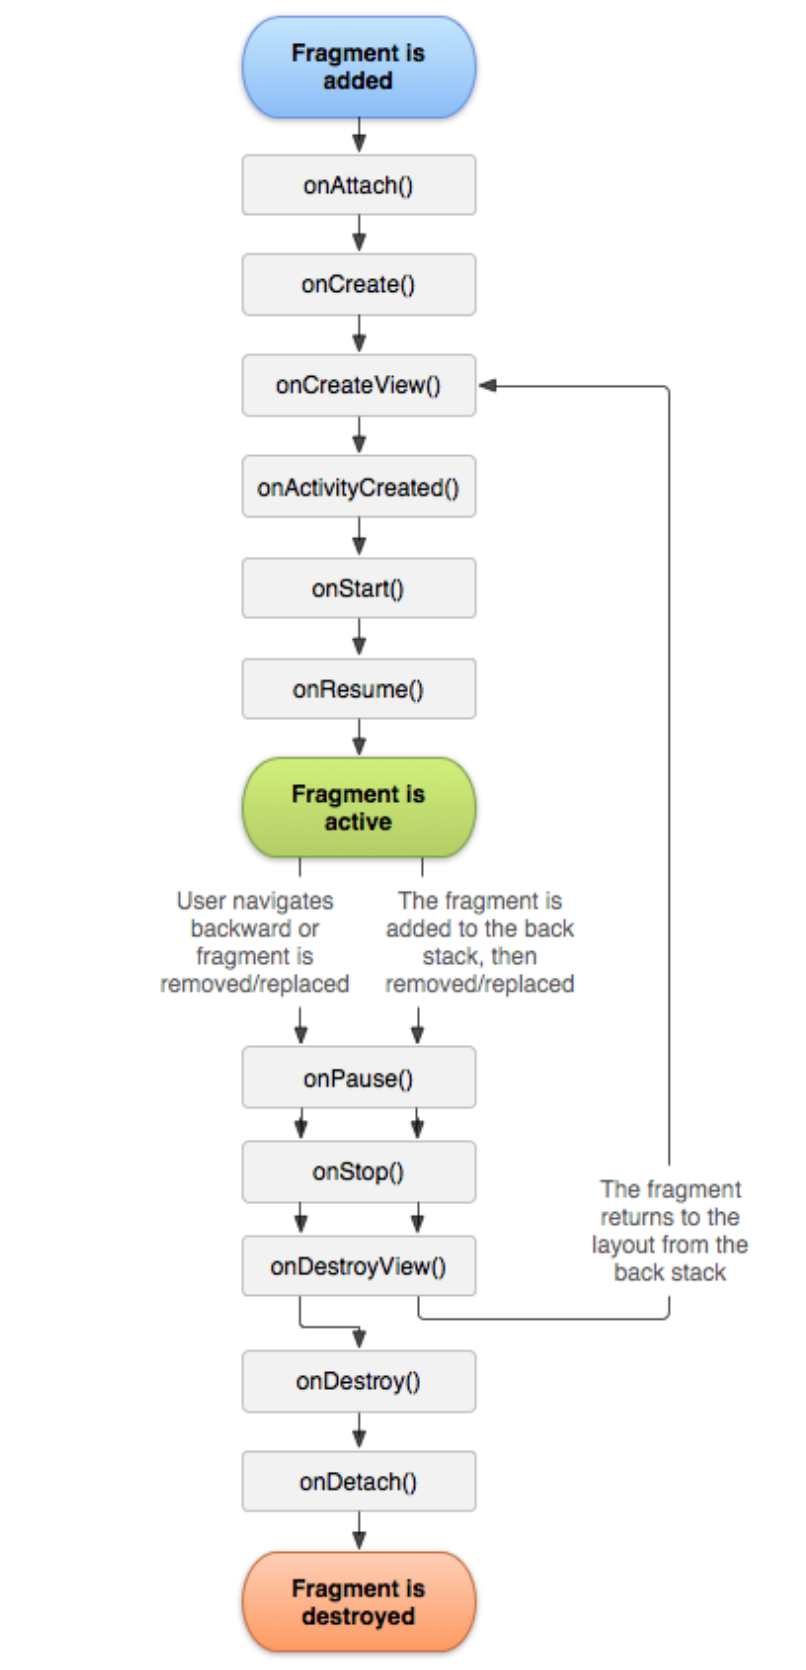 Fragment is
added
onAttach()
onCreate()
onCreateView()
onActivityCreated()
onStart()
onResume()
Fragment is
active
User navigates
backward or
fragment is
removed/replaced
The fragment is
added to the back
stack, then
removed/replaced
onPause()
onStop()
onDestroyView()
The fragment
returns to the
layout from the
back stack
onDestroy()
onDetach()
Fragment is
destroyed